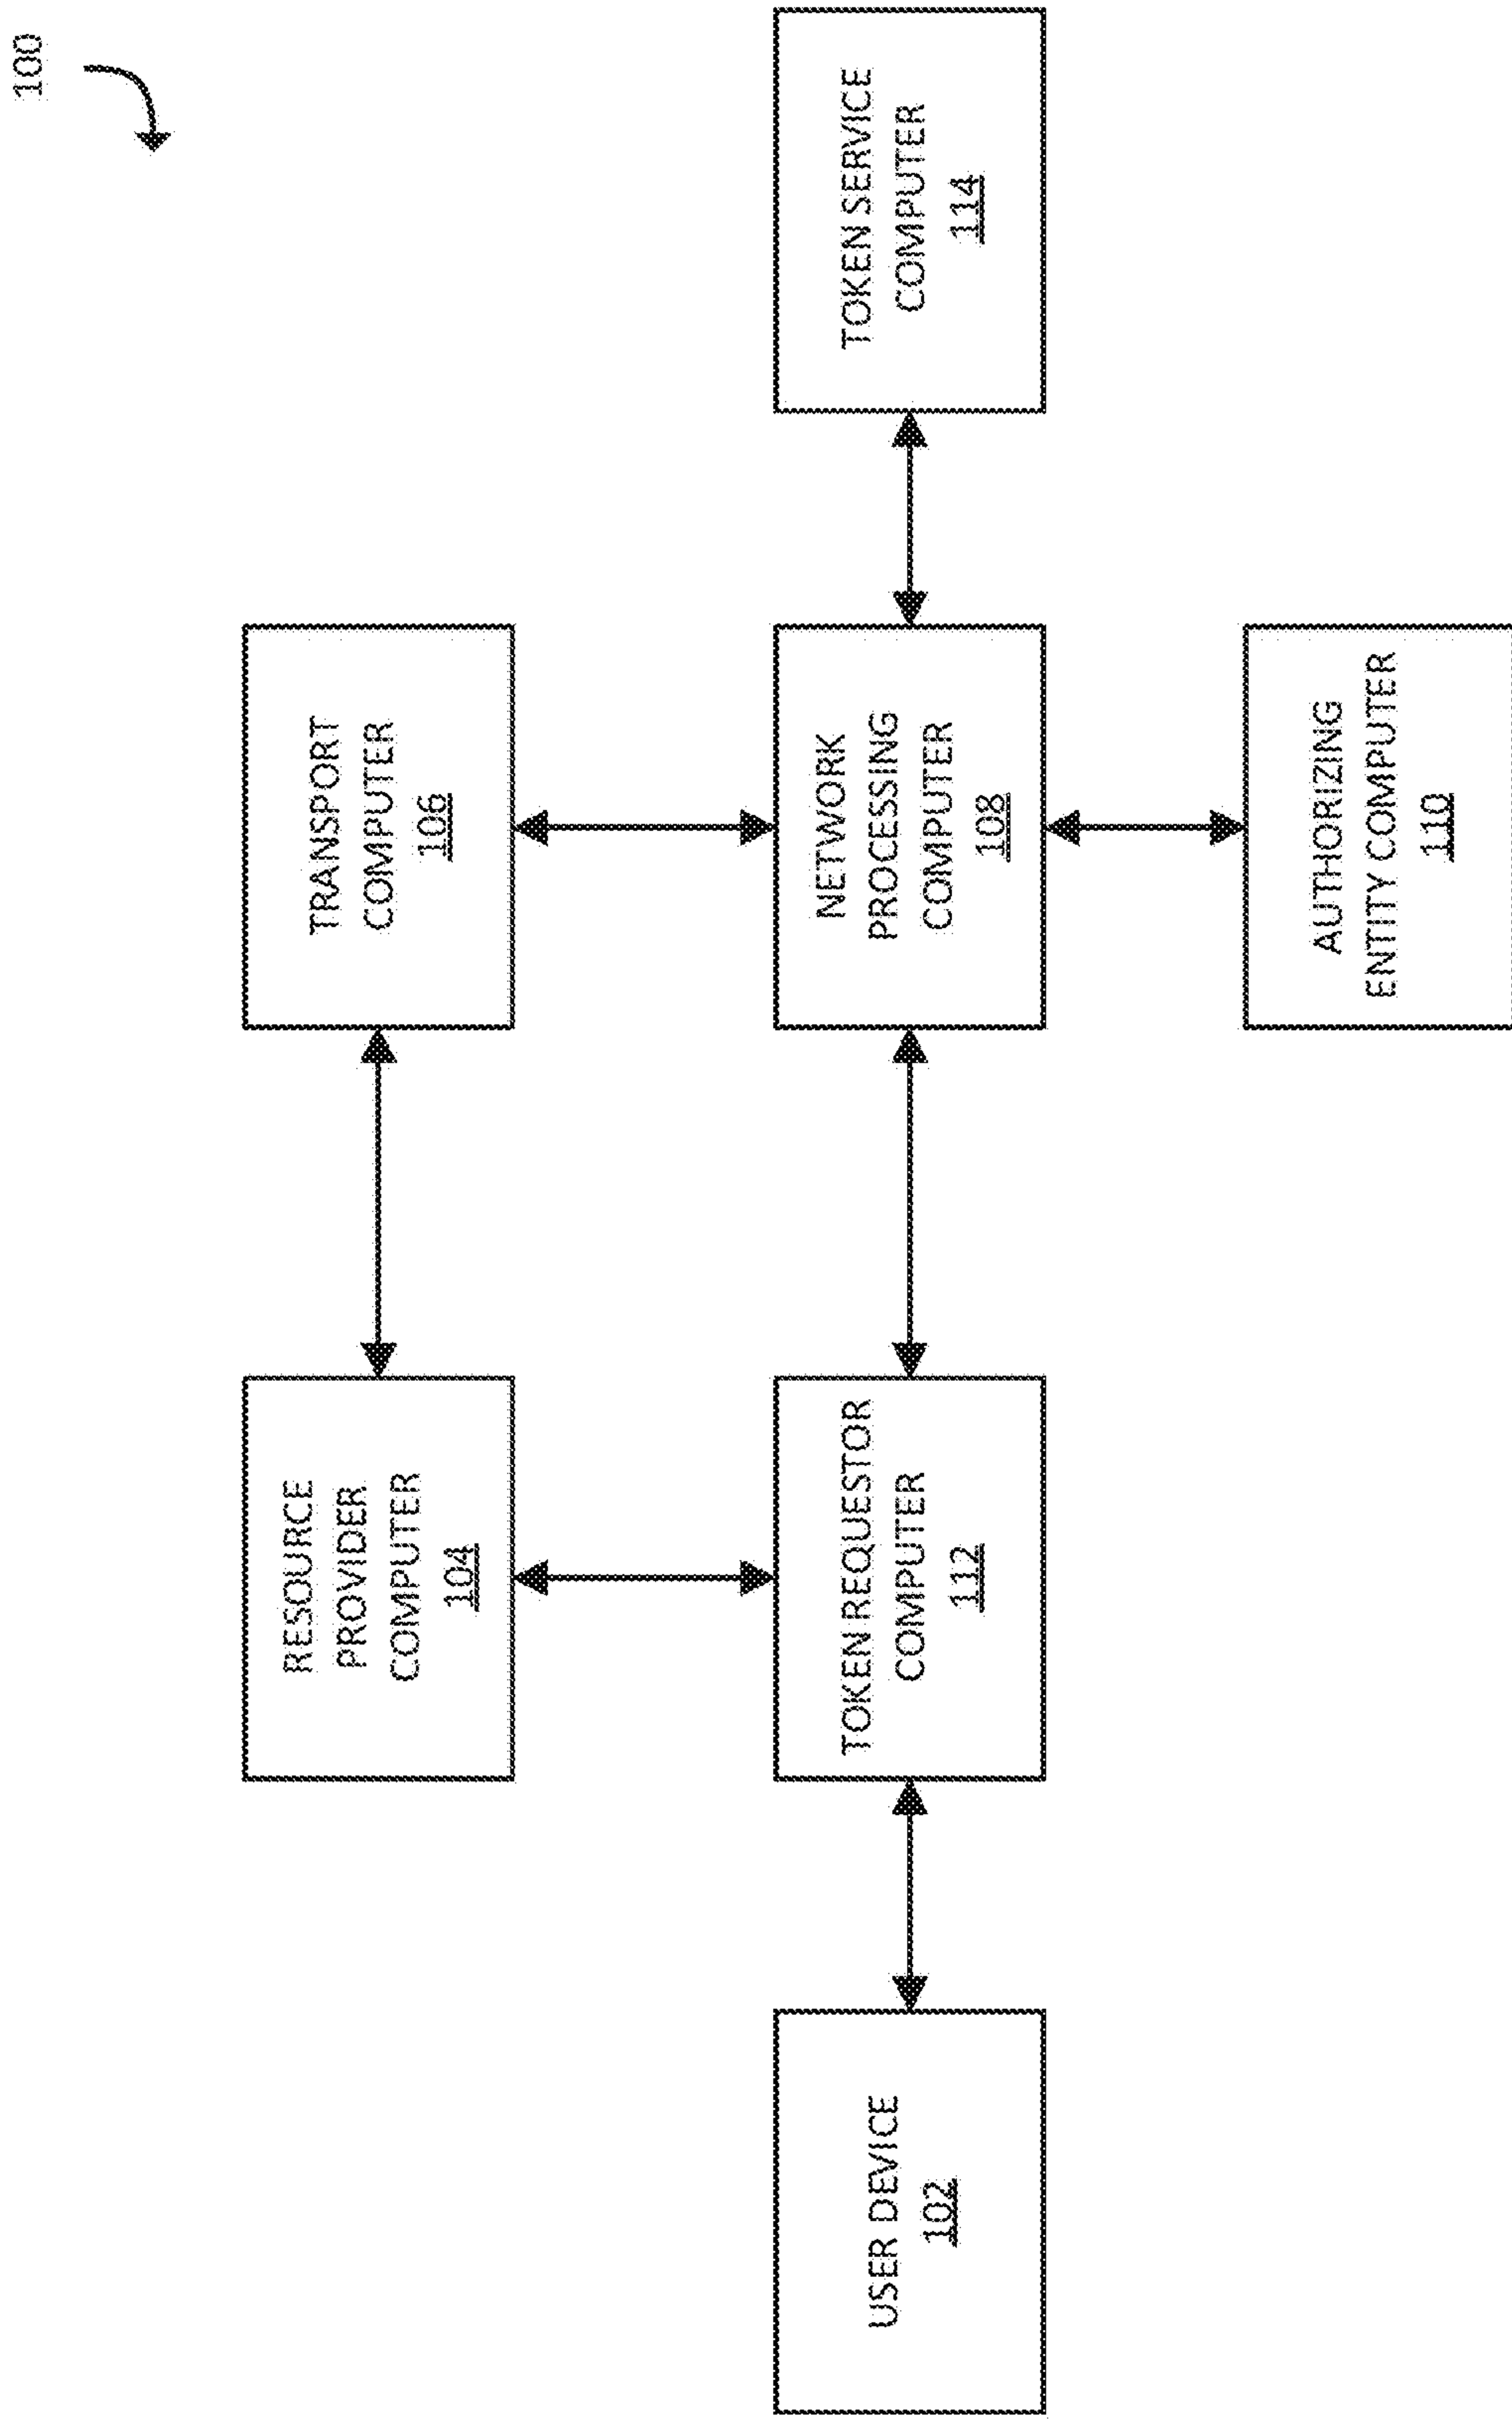 100
RESOURCE
PROVIDER
COMPUTER
104
TRANSPORT
COMPUTER
106
USER DEVICE
102
TOKEN REQUESTOR
COMPUTER
112
NETWORK
PROCESSING
COMPUTER
108
TOKEN SERVICE
COMPUTER
114
AUTHORIZING
ENTITY COMPUTER
110